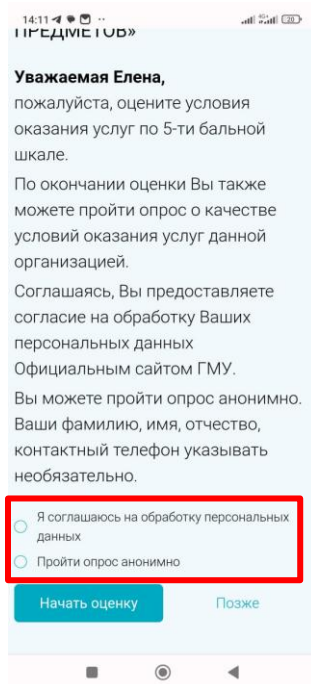 14:11
20
ПРЕДМЕТОВ»
Уважаемая Елена,
пожалуйста, оцените условия
оказания услуг по 5-ти бальной
шкале.
По окончании оценки Вы также
можете пройти опрос о качестве
условий оказания услуг данной
организацией.
Соглашаясь, Вы предоставляете
согласие на обработку Ваших
персональных данных
Официальным сайтом ГМУ.
Вы можете пройти опрос анонимно.
Ваши фамилию, имя, отчество,
контактный телефон указывать
необязательно.
Я соглашаюсь на обработку персональных
данных
Пройти опрос анонимно
Начать оценку Позже